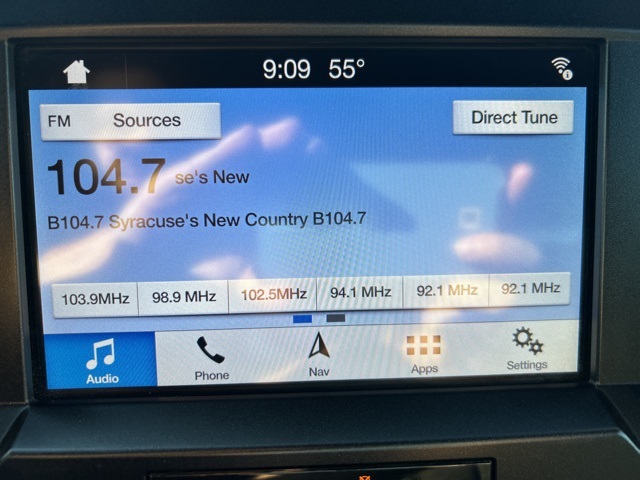 9:09 55°
FM Sources Direct Tune
104.7 se's New
B104.7 Syracuse's New Country B104.7
103.9MHz 98.9 MHz 102.5MHz 94.1 MHz 92.1 MHz 92.1 MHz
Audio Phone Nav Apps Settings